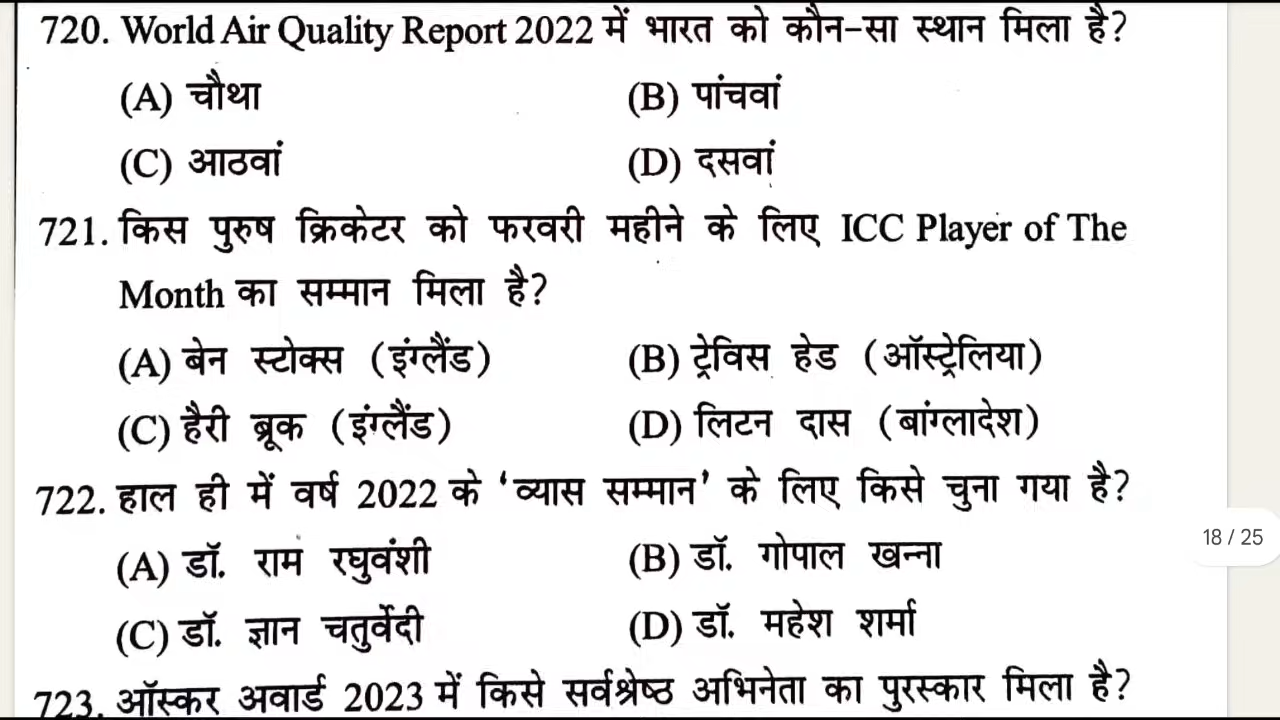 720. World Air Quality Report 2022 में भारत को कौन-सा स्थान मिला है?
(A) चौथा (B) पांचवां
(C) आठवां (D) दसवां
721. किस पुरुष क्रिकेटर को फरवरी महीने के लिए ICC Player of The
Month का सम्मान मिला है?
(A) बेन स्टोक्स (इंग्लैंड) (B) ट्रेविस हेड (ऑस्ट्रेलिया)
(C) हैरी ब्रूक (इंग्लैंड) (D) लिटन दास (बांग्लादेश)
722. हाल ही में वर्ष 2022 के ‘व्यास सम्मान’ के लिए किसे चुना गया है?
18 / 25
(A) डॉ. राम रघुवंशी (B) डॉ. गोपाल खन्ना
(C) डॉ. ज्ञान चतुर्वेदी (D) डॉ. महेश शर्मा
723. ऑस्कर अवार्ड 2023 में किसे सर्वश्रेष्ठ अभिनेता का पुरस्कार मिला है?